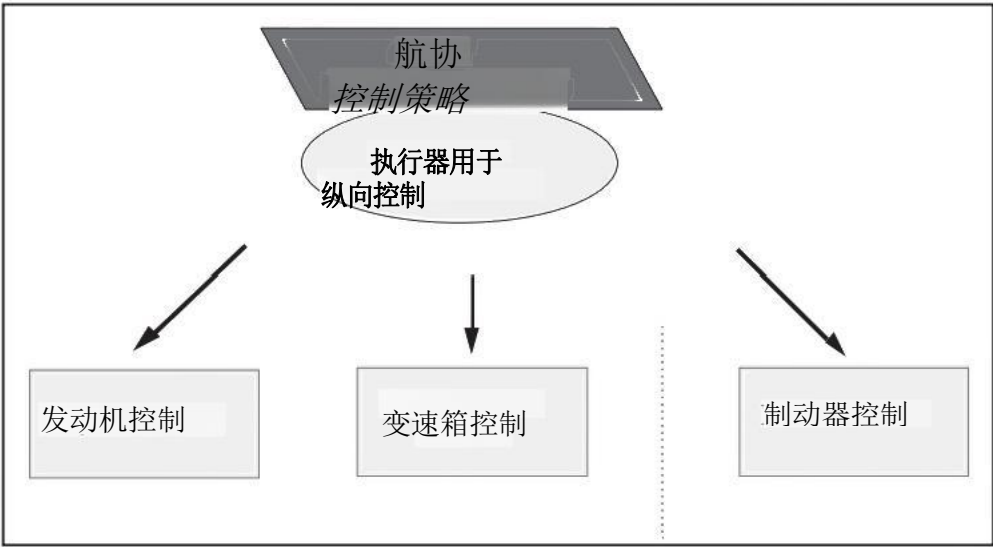 航协
控制策略
执行器用于
纵向控制
发动机控制
变速箱控制
制动器控制